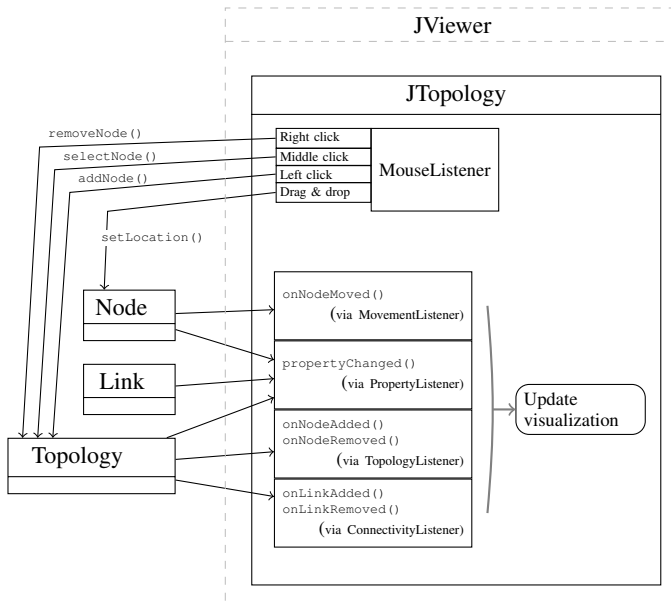 JViewer
JTopology
removeNode()
Right click
selectNode()
Middle click
addNode()
Left click
Drag & drop
MouseListener
setLocation()
Node
Link
Topology
onNodeMoved()
(via MovementListener)
propertyChanged()
(via PropertyListener)
onNodeAdded()
onNodeRemoved()
(via TopologyListener)
onLinkAdded()
onLinkRemoved()
(via ConnectivityListener)
Update
visualization